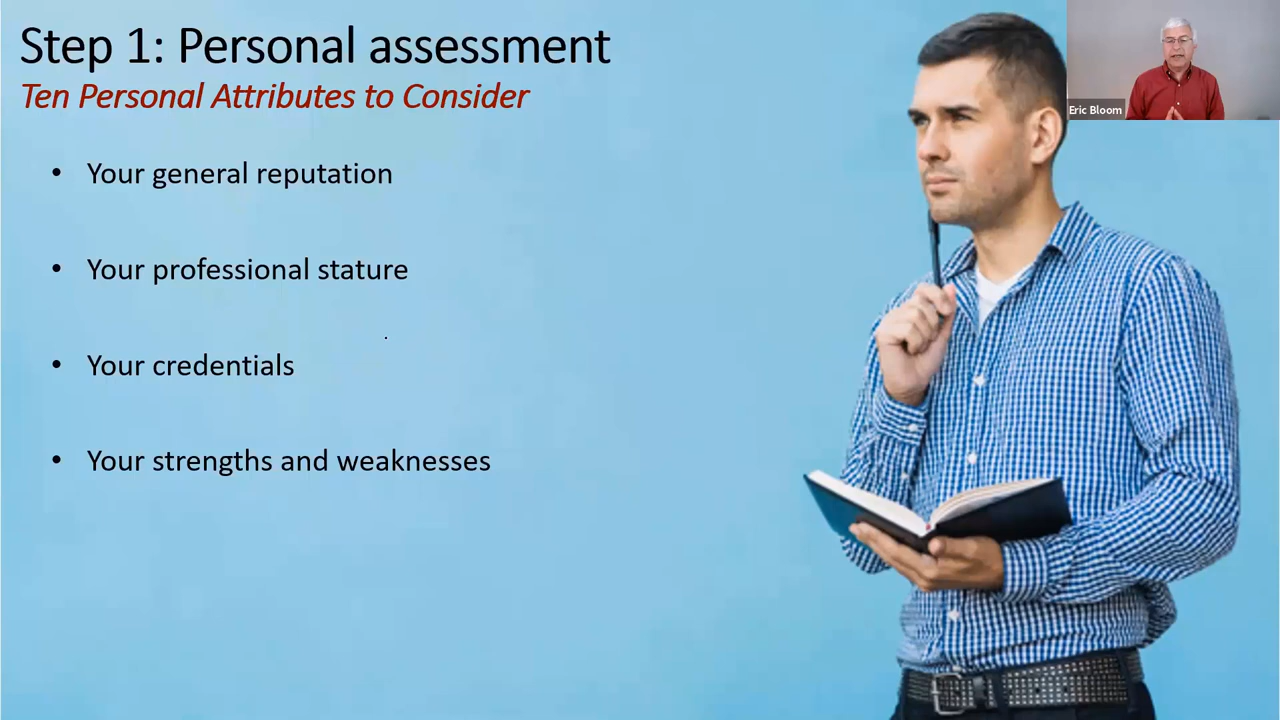 Step 1: Personal assessment
Ten Personal Attributes to Consider
Eric Bloom
• Your general reputation
• Your professional stature
• Your credentials
• Your strengths and weaknesses